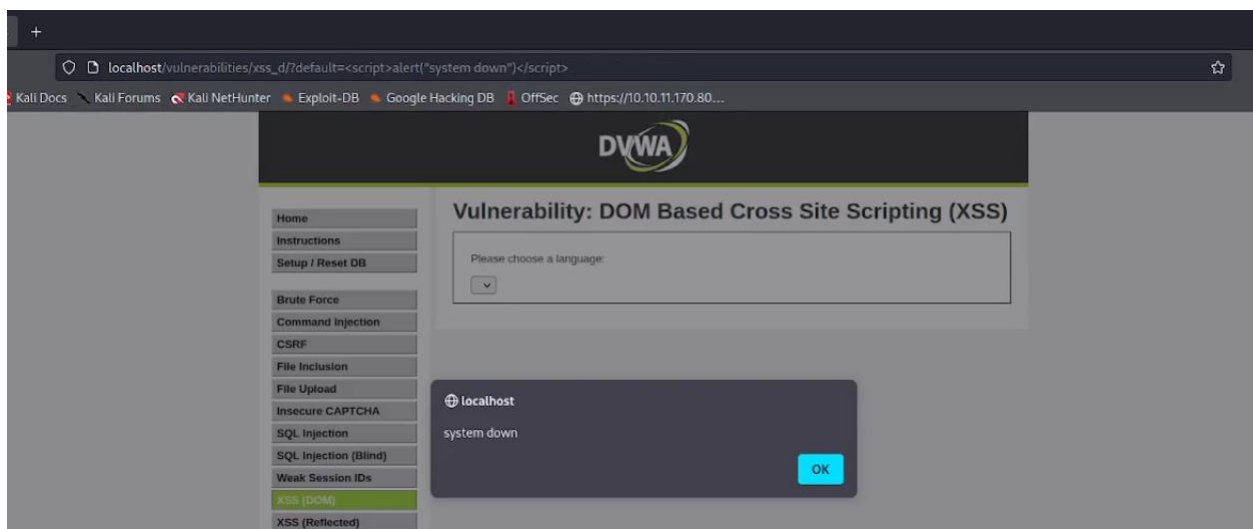 +
localhost/vulnerabilities/xss_d/?default=<script>alert("system down")</script>
Kali Docs Kali Forums Kali NetHunter Exploit-DB Google Hacking DB OffSec https://10.10.11.170.80...
DVWA
Vulnerability: DOM Based Cross Site Scripting (XSS)
Please choose a language:
Home
Instructions
Setup / Reset DB
Brute Force
Command Injection
CSRF
File Inclusion
File Upload
Insecure CAPTCHA
SQL Injection
SQL Injection (Blind)
Weak Session IDs
XSS (DOM)
XSS (Reflected)
localhost
system down
OK